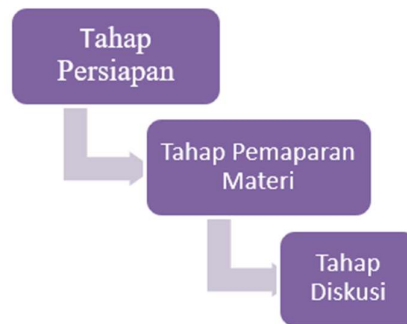 Tahap
Persiapan
Tahap Pemaparan
Materi
Tahap
Diskusi